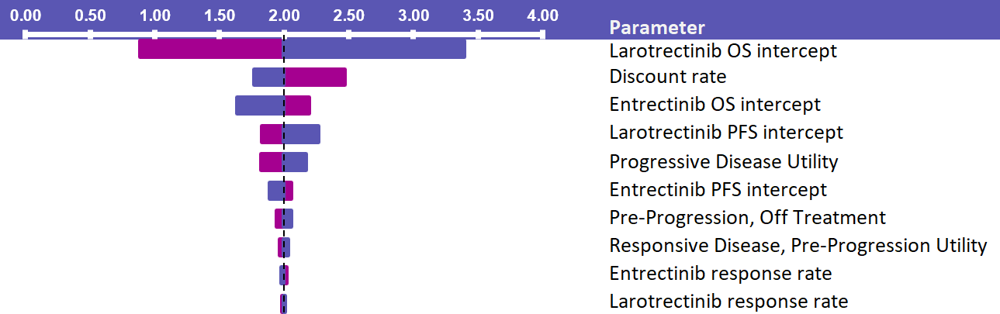 0.00 0.50 1.00 1.50 2.00 2.50 3.00 3.50 4.00
Parameter
Larotrectinib OS intercept
Discount rate
Entrectinib OS intercept
Larotrectinib PFS intercept
Progressive Disease Utility
Entrectinib PFS intercept
Pre-Progression, Off Treatment
Responsive Disease, Pre-Progression Utility
Entrectinib response rate
Larotrectinib response rate